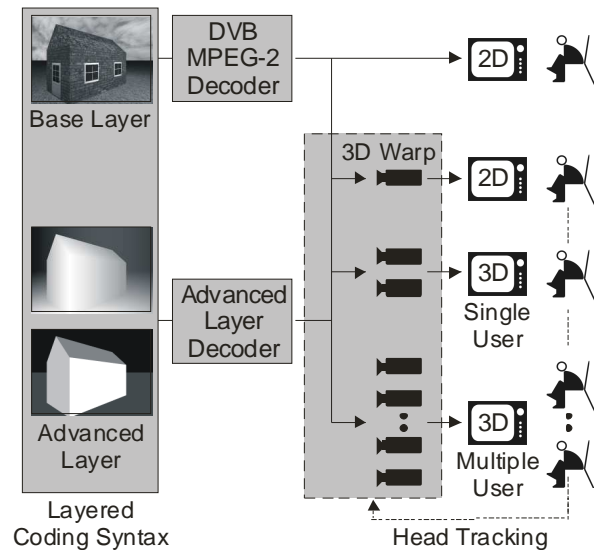 DVB
MPEG-2
Decoder
Base Layer
2D
3D Warp
2D
Advanced
Layer
Decoder
3D
Single
User
Advanced
Layer
3D
Multiple
User
Layered
Coding Syntax
Head Tracking